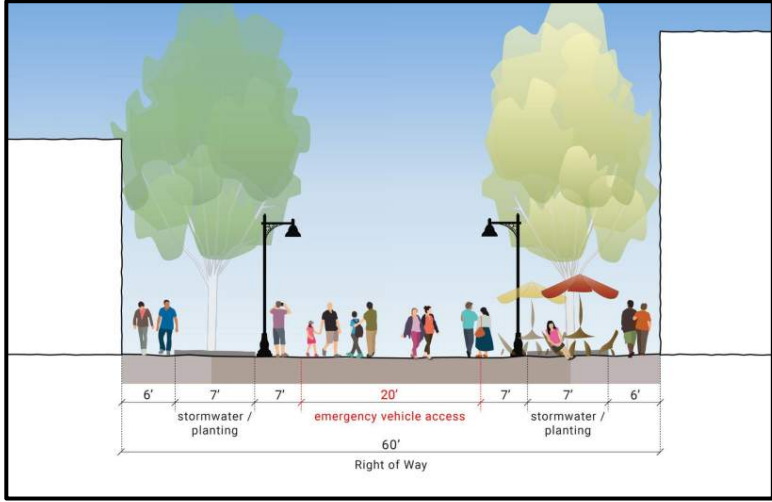 6’ 7’ 7’ 20’ 7’ 7’ 6’
stormwater / emergency vehicle access stormwater /
planting planting
60’
Right of Way